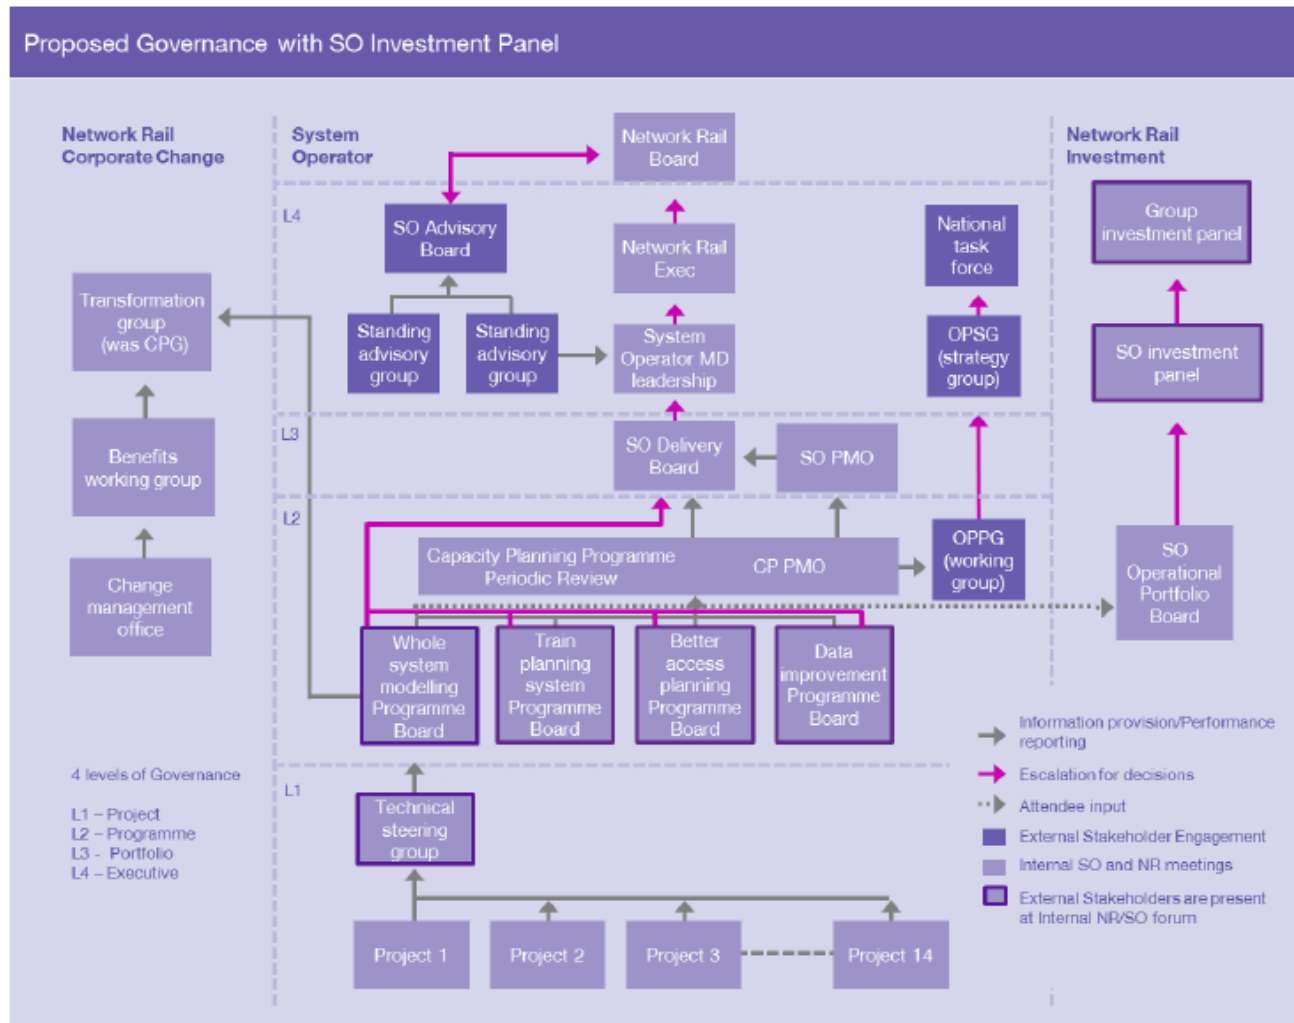 Proposed Governance with SO Investment Panel
Network Rail
Corporate Change
System
Operator
Network Rail
Investment
Network Rail
Board
L4
SO Advisory
Board
Network Rail
Exec
National
task
force
Group
investment panel
Transformation
group
(was CPG)
Standing
advisory
group
Standing
advisory
group
System
Operator MD
leadership
OPSG
(strategy
group)
SO investment
panel
L3
Benefits
working group
SO Delivery
Board
SO PMO
L2
Capacity Planning Programme
Periodic Review
CP PMO
OPPG
(working
group)
SO
Operational
Portfolio
Board
Change
management
office
Whole
system
modelling
Programme
Board
Train
planning
system
Programme
Board
Better
access
planning
Programme
Board
Data
improvement
Programme
Board
Information provision/Performance
reporting
Escalation for decisions
Attendee input
External Stakeholder Engagement
Internal SO and NR meetings
External Stakeholders are present
at Internal NR/SO forum
4 levels of Governance
L1 – Project
L2 – Programme
L3 - Portfolio
L4 – Executive
L1
Technical
steering
group
Project 1
Project 2
Project 3
Project 14